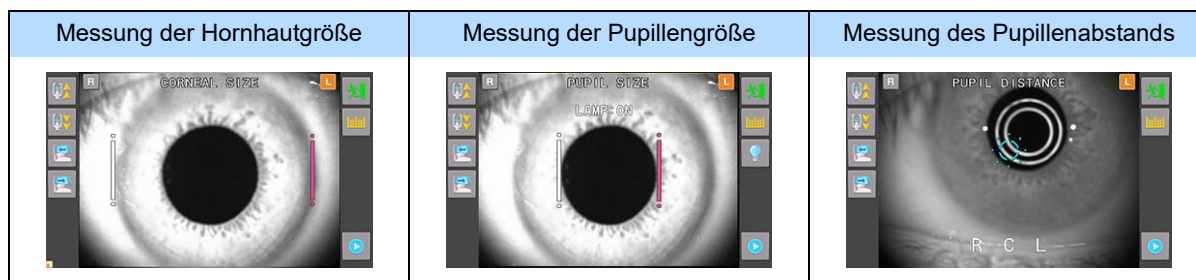 Messung der Hornhautgröße
Messung der Pupillengröße
Messung des Pupillenabstands
R
CORNEAL SIZE
L
R
PUPIL SIZE
L
LAMP:ON
R
PUPIL DISTANCE
L
R C L